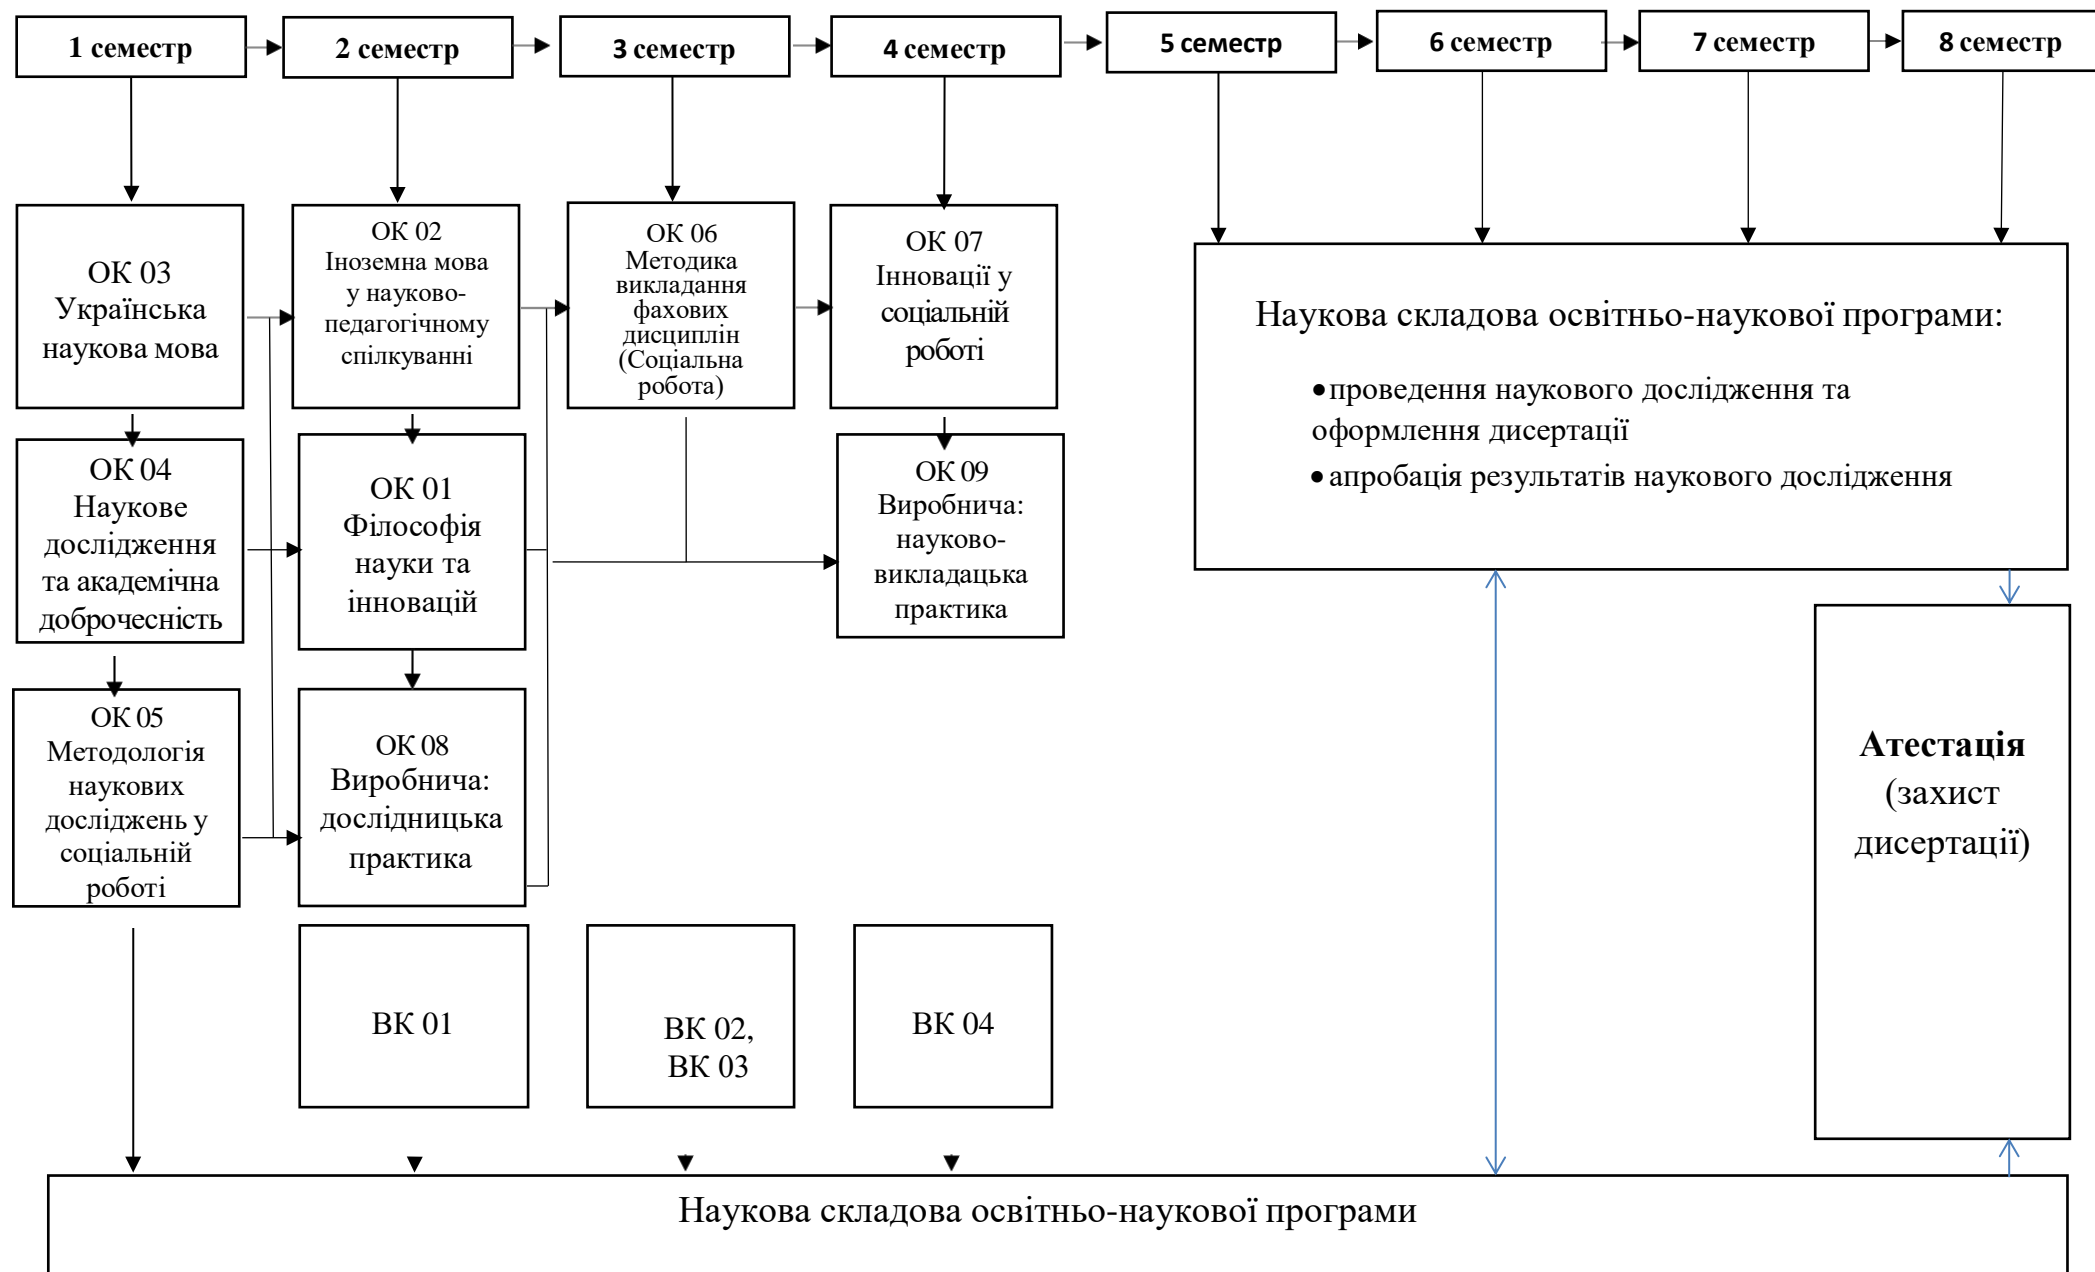 1 семестр
2 семестр
3 семестр
4 семестр
5 семестр
6 семестр
7 семестр
8 семестр
ОК 03
Українська
наукова мова
ОК 02
Іноземна мова
у науково-
педагогічному
спілкуванні
ОК 06
Методика
викладання
фахових
дисциплін
(Соціальна
робота)
ОК 07
Інновації у
соціальній
роботі
Наукова складова освітньо-наукової програми:
•проведення наукового дослідження та
оформлення дисертації
•апробація результатів наукового дослідження
ОК 04
Наукове
дослідження
та академічна
доброчесність
ОК 01
Філософія
науки та
інновацій
ОК 09
Виробнича:
науково-
викладацька
практика
ОК 05
Методологія
наукових
досліджень у
соціальній
роботі
ОК 08
Виробнича:
дослідницька
практика
Атестація
(захист
дисертації)
ВК 01
ВК 02,
ВК 03
ВК 04
Наукова складова освітньо-наукової програми